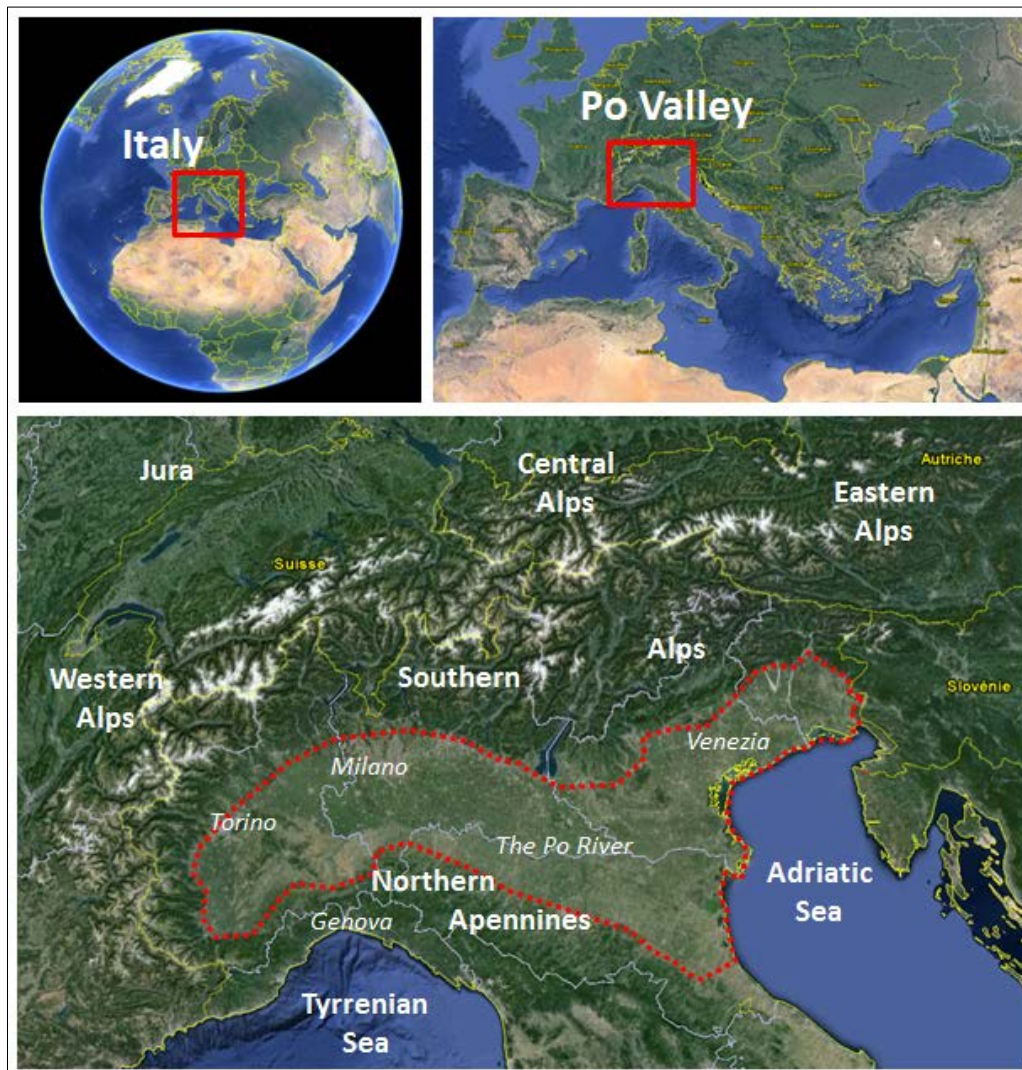 Italy
Po Valley
Jura
Central
Alps
Autriche
Eastern
Alps
Suisse
Western
Alps
Southern
Alps
Slovénie
Venezia
Milano
Torino
The Po River
Adriatic
Sea
Northern
Apennines
Genova
Tyrrenian
Sea